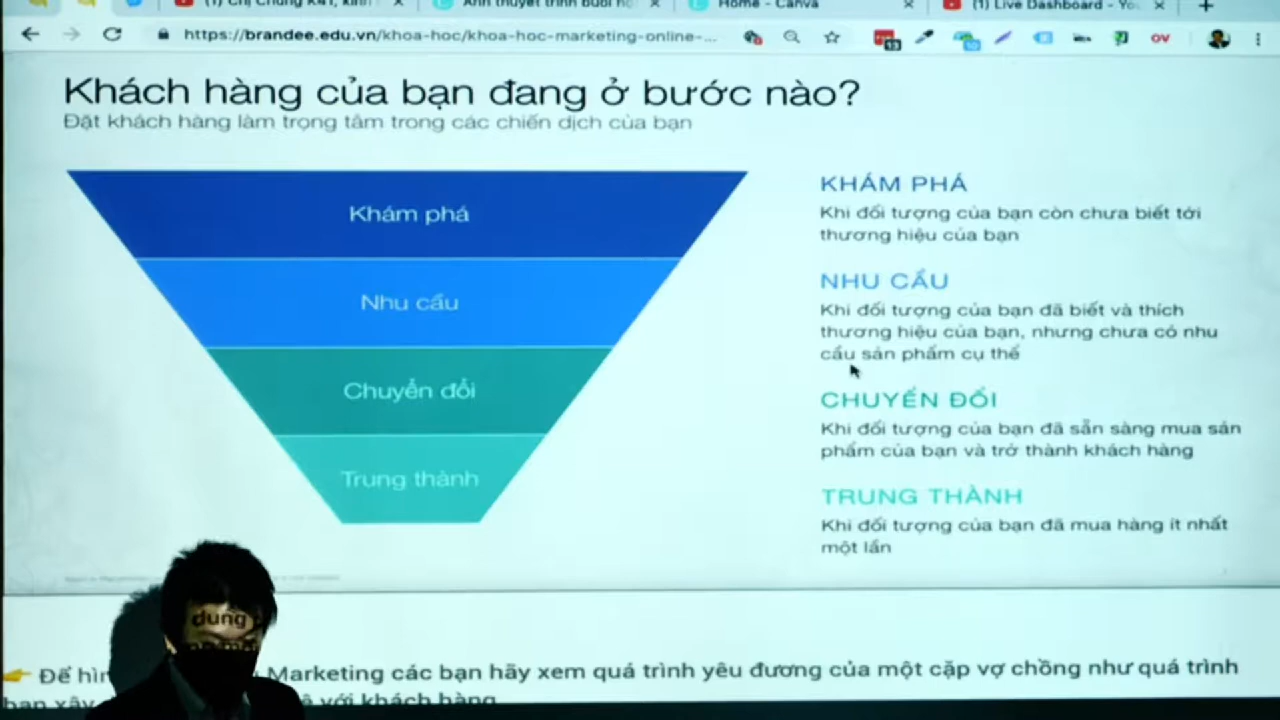 (1) Live Dashboard - Yo
https://brandee.edu.vn/khoa-hoc/khoa-hoc-marketing-online-...
Khách hàng của bạn đang ở bước nào?
Đặt khách hàng làm trọng tâm trong các chiến dịch của bạn
Khám phá
Nhu cầu
Chuyển đổi
Trung thành
KHÁM PHÁ
Khi đối tượng của bạn còn chưa biết tới
thương hiệu của bạn
NHU CẦU
Khi đối tượng của bạn đã biết và thích
thương hiệu của bạn, nhưng chưa có nhu
cầu sản phẩm cụ thể
CHUYỂN ĐỔI
Khi đối tượng của bạn đã sẵn sàng mua sản
phẩm của bạn và trở thành khách hàng
TRUNG THÀNH
Khi đối tượng của bạn đã mua hàng ít nhất
một lần
dung
Để Marketing các bạn hãy xem quá trình yêu đương của một cặp vợ chồng như quá trình
với khách hàng